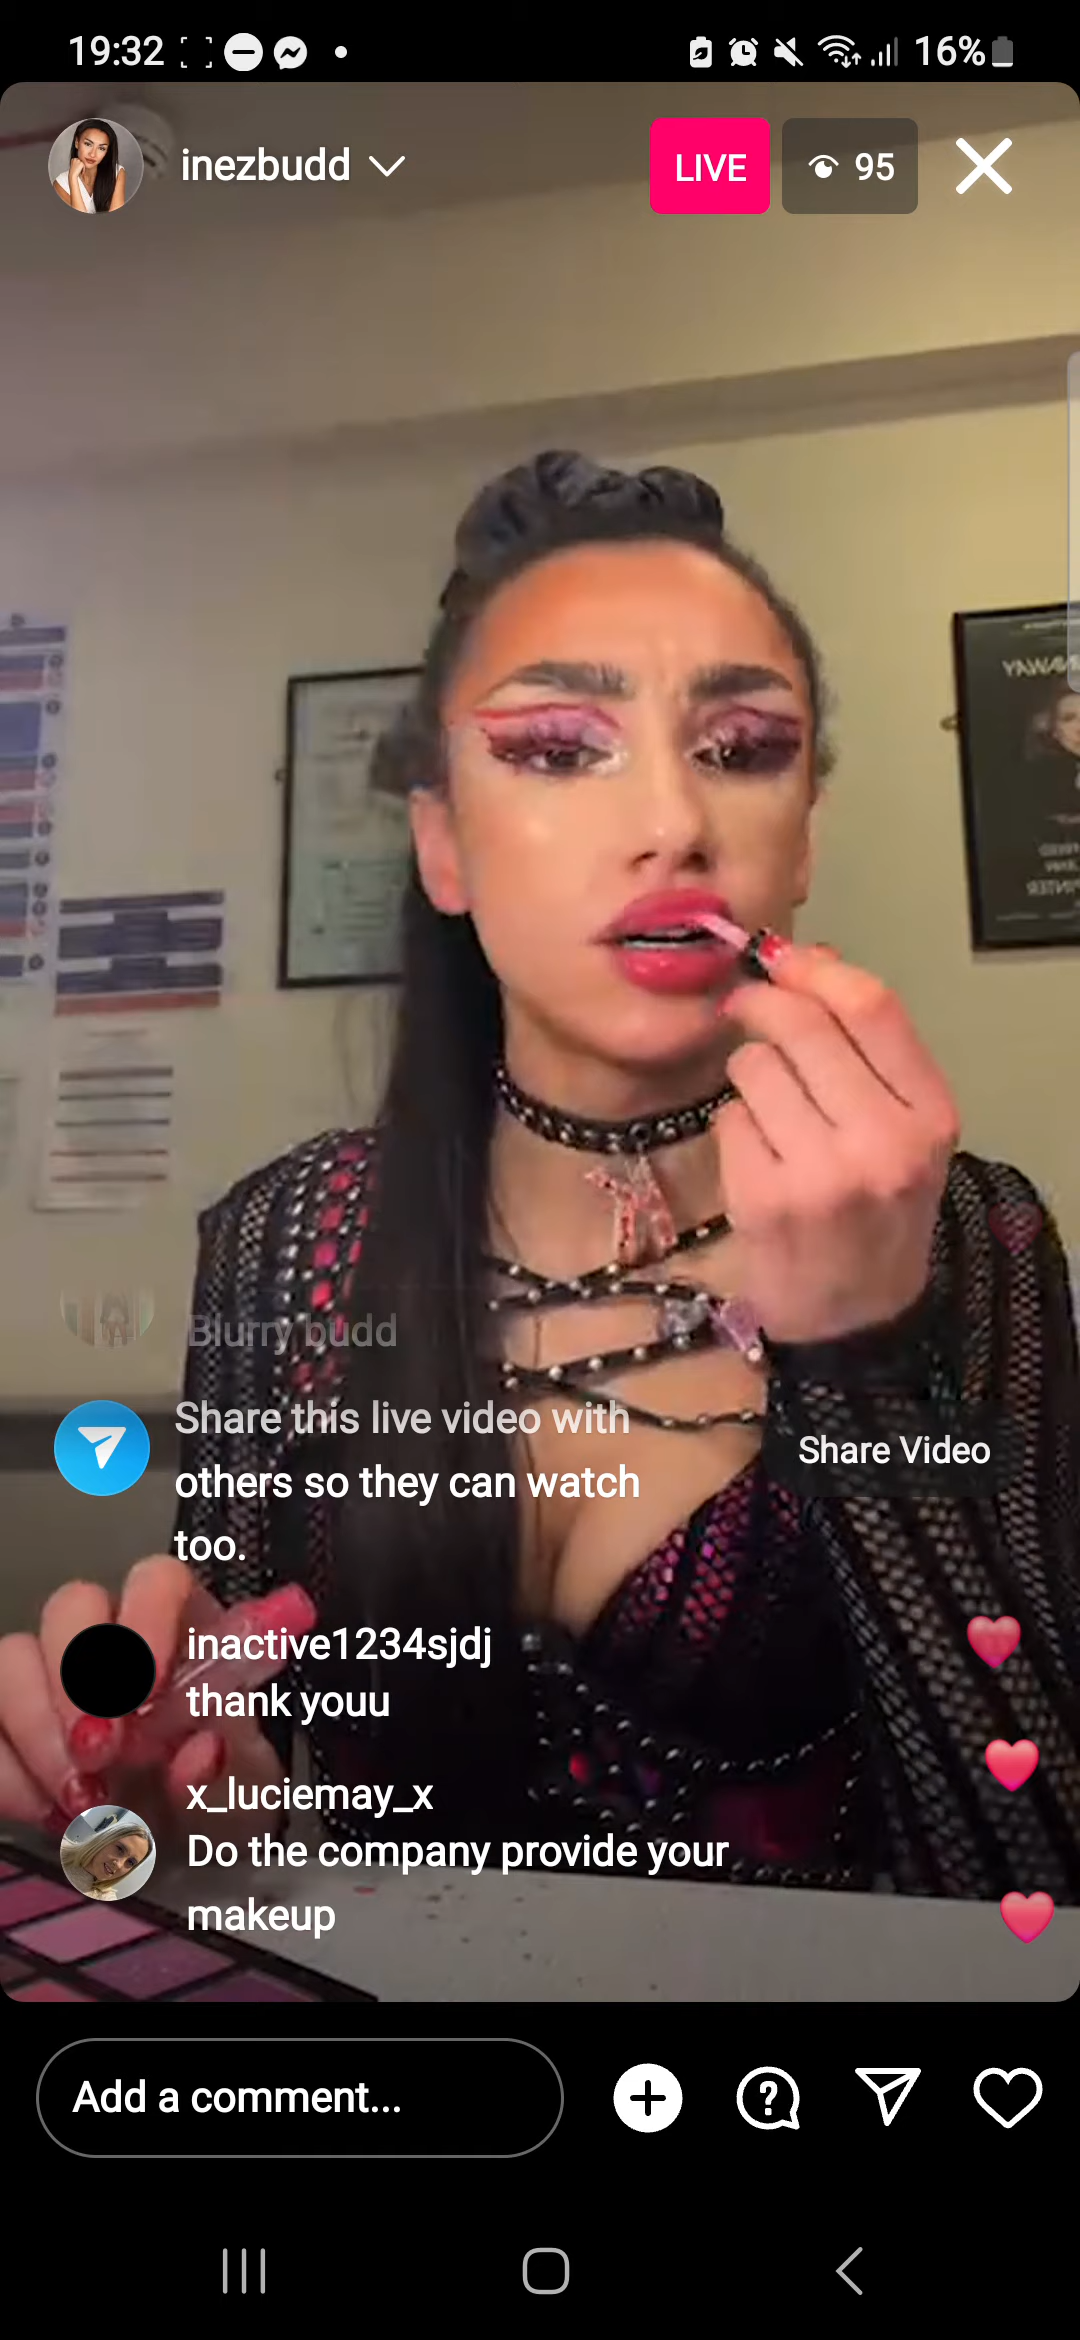 19:32
16%
inezbudd
LIVE
95
Blurry budd
Share this live video with
others so they can watch
too.
Share Video
inactive1234sjdj
thank youu
x_luciemay_x
Do the company provide your
makeup
Add a comment...